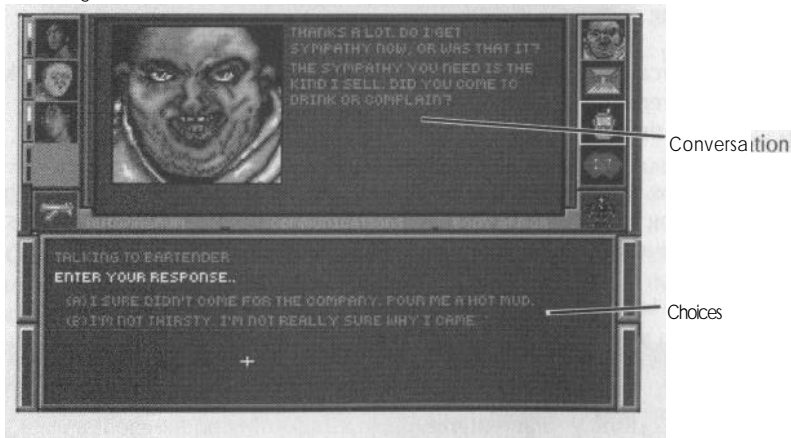 THANKS A LOT. DO I GET
SYMPATHY NOW, OR WAS THAT IT?
THE SYMPATHY YOU NEED IS THE
KIND I SELL. DID YOU COME TO
DRINK OR COMPLAIN?
Conversation
COMMUNICATIONS
TALKING TO BARTENDER
ENTER YOUR RESPONSE..
(A) I SURE DIDN'T COME FOR THE COMPANY. POUR ME A HOT MUD.
(B) I'M NOT THIRSTY. I'M NOT REALLY SURE WHY I CAME
Choices